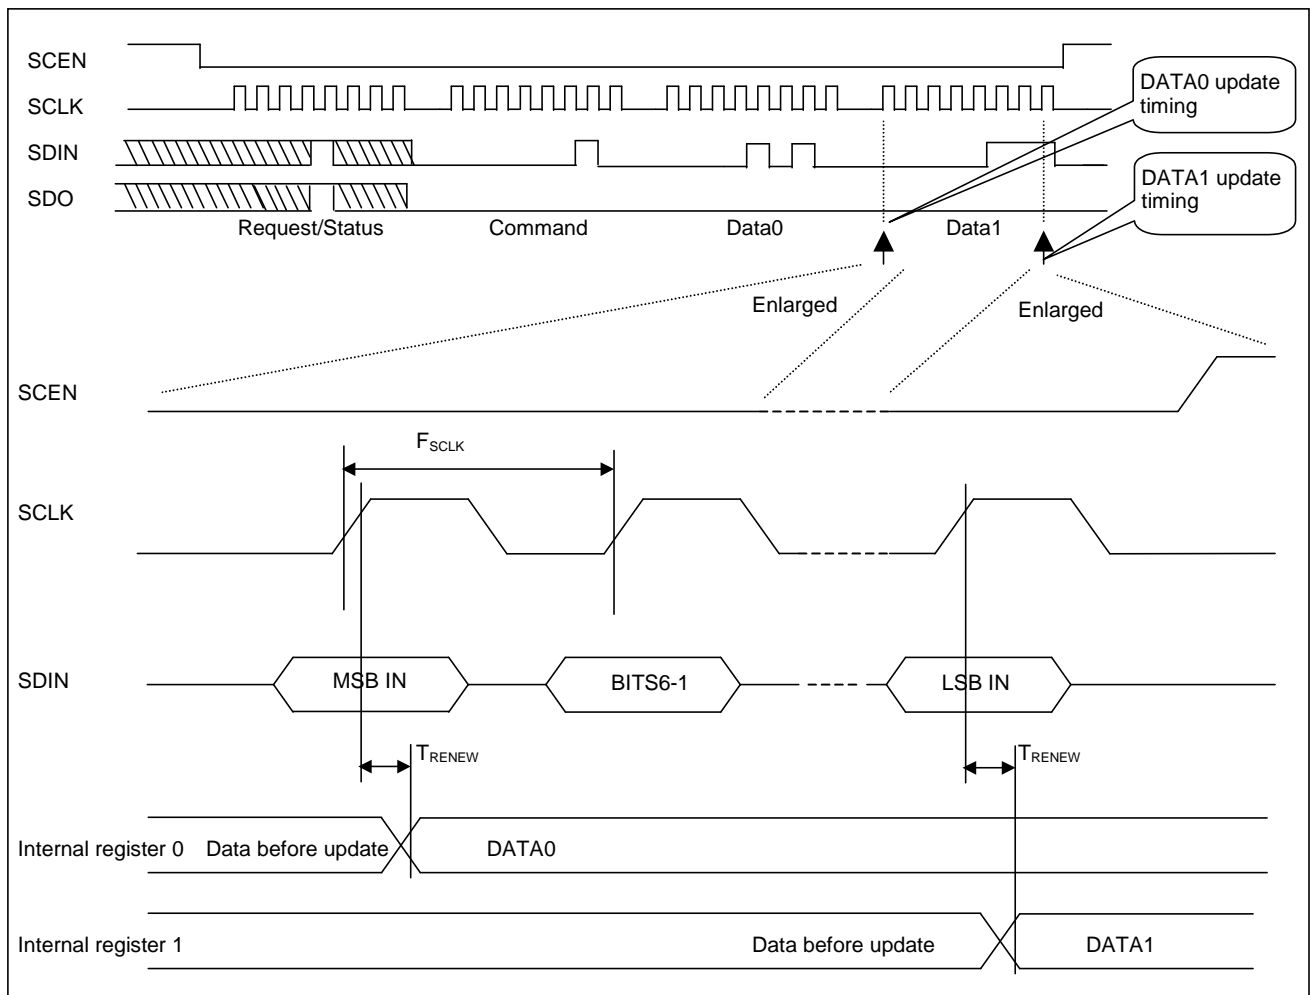 SCEN
SCLK
SDIN
SDO
DATA0 update
timing
DATA1 update
timing
Request/Status Command Data0 Data1
Enlarged Enlarged
SCEN
FSCLK
SCLK
SDIN MSB IN BITS6-1 LSB IN
TRENEW TRENEW
Internal register 0 Data before update DATA0
Internal register 1 Data before update DATA1